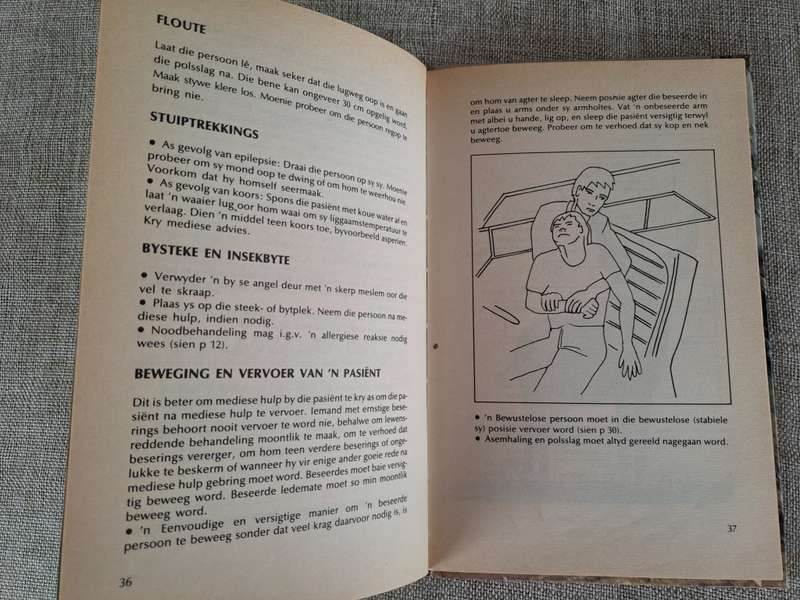 FLOUTE
Laat die persoon lê, maak seker dat die lugweg oop is en gaan
die polsslag na. Die bene kan ongeveer 30 cm opgelig word.
Maak stywe klere los. Moenie probeer om die persoon regop te
bring nie.
STUIPTREKKINGS
• As gevolg van epilepsie: Draai die persoon op sy sy. Moenie
probeer om sy mond oop te dwing of om hom te weerhou nie.
Voorkom dat hy homself seermaak.
• As gevolg van koors: Spons die pasiënt met koue water af en
laat 'n waaier lug oor hom waai om sy liggaamstemperatuur te
verlaag. Dien 'n middel teen koors toe, byvoorbeeld asperien.
Kry mediese advies.
BYSTEKE EN INSEKBYTE
• Verwyder 'n by se angel deur met 'n skerp meslem oor die
vel te skraap.
• Plaas ys op die steek- of bytplek. Neem die persoon na me-
diese hulp, indien nodig.
• Noodbehandeling mag i.g.v. 'n allergiese reaksie nodig
wees (sien p 12).
BEWEGING EN VERVOER VAN 'N PASIËNT
Dit is beter om mediese hulp by die pasiënt te kry as om die pa-
siënt na mediese hulp te vervoer. Iemand met ernstige bese-
rings behoort nooit vervoer te word nie, behalwe om lewens-
reddende behandeling moontlik te maak, om te verhoed dat
beserings vererger, om hom teen verdere beserings of onge-
lukke te beskerm of wanneer hy vir enige ander goeie rede na
mediese hulp gebring moet word. Beseerdes moet baie versig-
tig beweeg word. Beseerde ledemate moet so min moontlik
beweeg word.
• 'n Eenvoudige en versigtige manier om 'n beseerde
persoon te beweeg sonder dat veel krag daarvoor nodig is, is
36
om hom van agter te sleep. Neem posisie agter die beseerde in
en plaas u arms onder sy armholtes. Vat 'n onbeseerde arm
met albei u hande, lig op, en sleep die pasiënt versigtig terwyl
u agtertoe beweeg. Probeer om te verhoed dat sy kop en nek
beweeg.
• 'n Bewustelose persoon moet in die bewustelose (stabiele
sy) posisie vervoer word (sien p 30).
• Asemhaling en polsslag moet altyd gereeld nagegaan word.
37